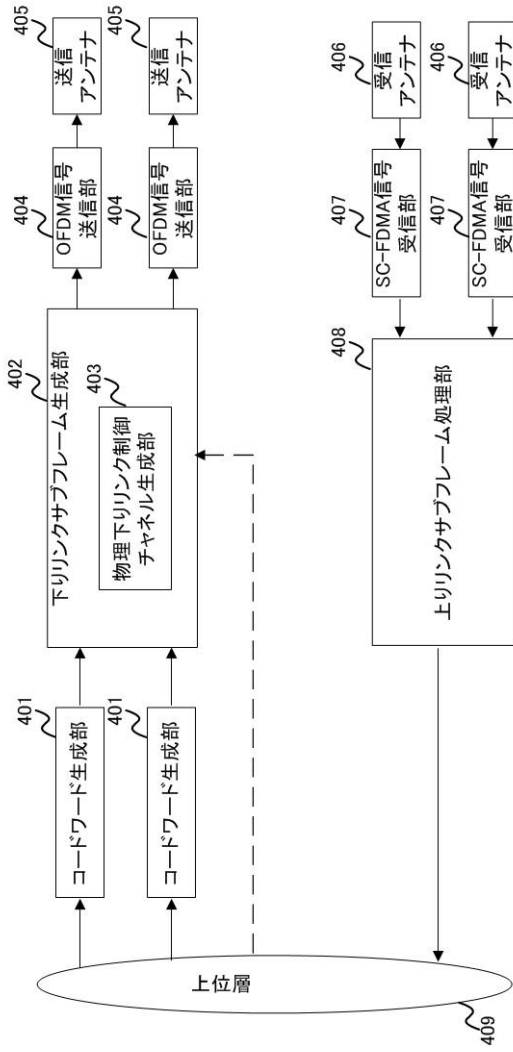 405
送信
アンテナ
405
送信
アンテナ
404
OFDM信号
送信部
404
OFDM信号
送信部
402
下りリンクサブフレーム生成部
403
物理下りリンク制御
チャネル生成部
401
コードワード生成部
401
コードワード生成部
上位層
409
406
受信
アンテナ
406
受信
アンテナ
407
SC-FDMA信号
受信部
407
SC-FDMA信号
受信部
408
上りリンクサブフレーム処理部